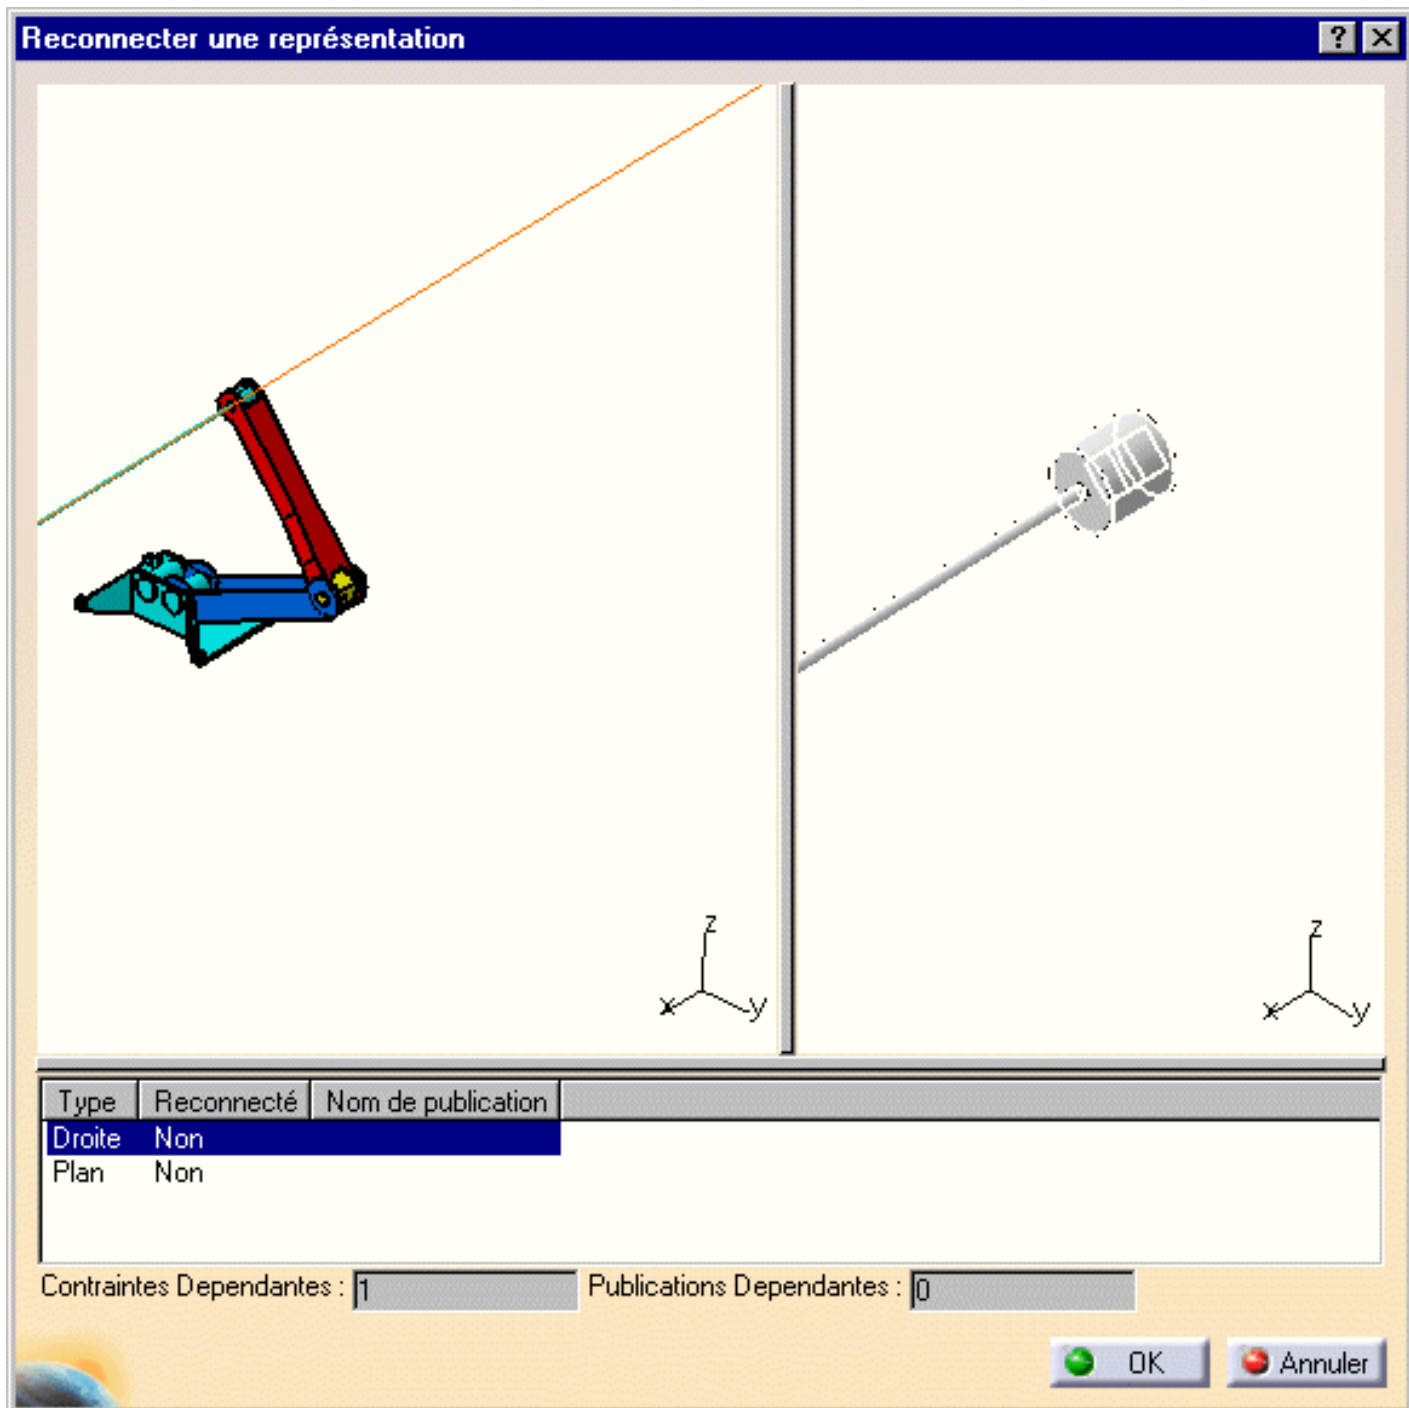 Reconnecter une représentation
z
x y
z
x y
Type Reconnecté Nom de publication
Droite Non
Plan Non
Contraintes Dependantes : 1 Publications Dependantes : 0
OK Annuler